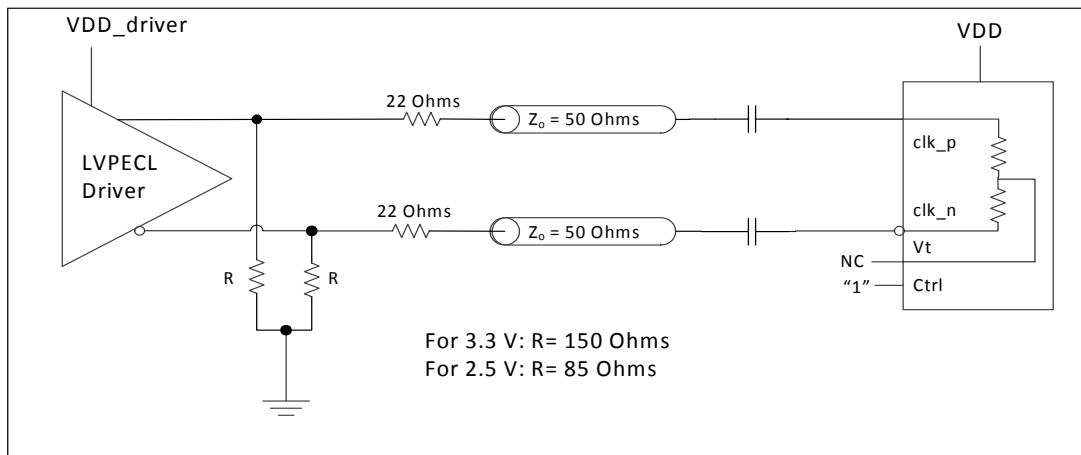 VDD_driver
VDD
22 Ohms
Zo = 50 Ohms
clk_p
LVPECL
Driver
22 Ohms
Zo = 50 Ohms
clk_n
Vt
NC
"1"
Ctrl
R
R
For 3.3 V: R= 150 Ohms
For 2.5 V: R= 85 Ohms